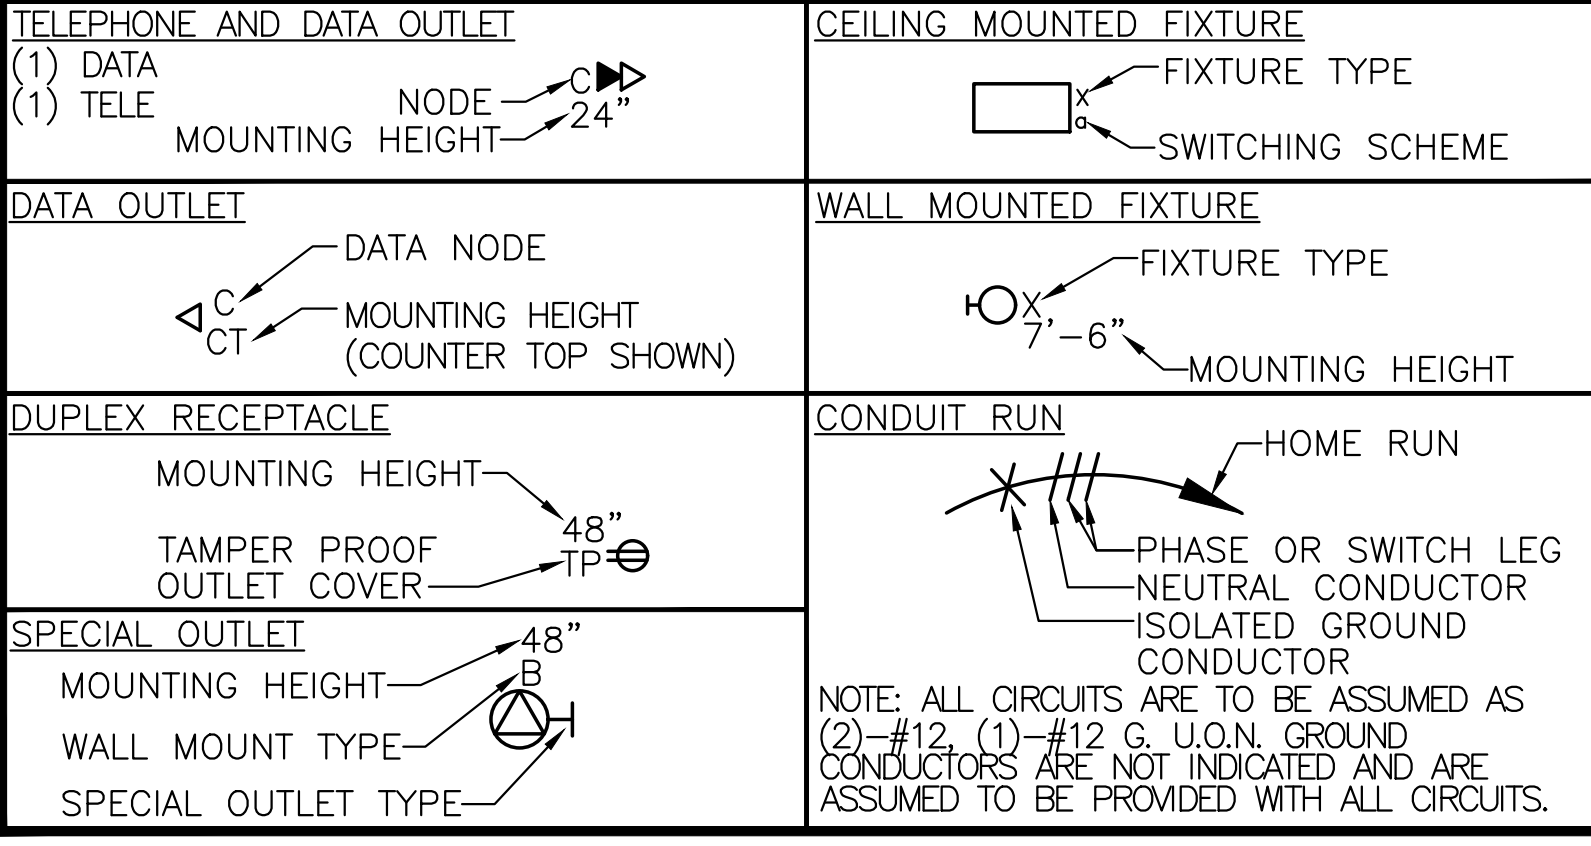 TELEPHONE AND DATA OUTLET
(1) DATA
(1) TELE
C
NODE
24"
MOUNTING HEIGHT
DATA OUTLET
DATA NODE
C
CT
MOUNTING HEIGHT
(COUNTER TOP SHOWN)
DUPLEX RECEPTACLE
MOUNTING HEIGHT
48"
TAMPER PROOF
TP
OUTLET COVER
SPECIAL OUTLET
48"
B
MOUNTING HEIGHT
WALL MOUNT TYPE
SPECIAL OUTLET TYPE
CEILING MOUNTED FIXTURE
FIXTURE TYPE
x
a
SWITCHING SCHEME
WALL MOUNTED FIXTURE
FIXTURE TYPE
X
7'-6"
MOUNTING HEIGHT
CONDUIT RUN
HOME RUN
PHASE OR SWITCH LEG
NEUTRAL CONDUCTOR
ISOLATED GROUND
CONDUCTOR
NOTE: ALL CIRCUITS ARE TO BE ASSUMED AS
(2)-#12, (1)-#12 G. U.O.N. GROUND
CONDUCTORS ARE NOT INDICATED AND ARE
ASSUMED TO BE PROVIDED WITH ALL CIRCUITS.